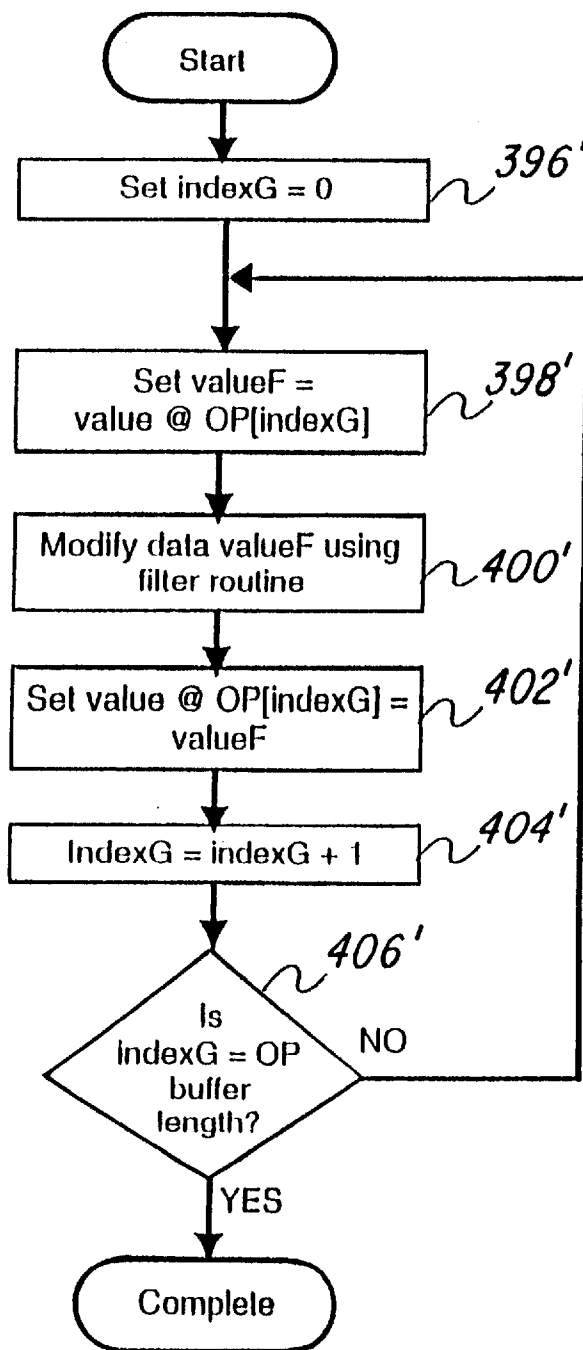 Start
Set indexG = 0
396'
Set valueF =
value @ OP[indexG]
398'
Modify data valueF using
filter routine
400'
Set value @ OP[indexG] =
valueF
402'
IndexG = indexG + 1
404'
406'
Is
indexG = OP
buffer
length?
NO
YES
Complete